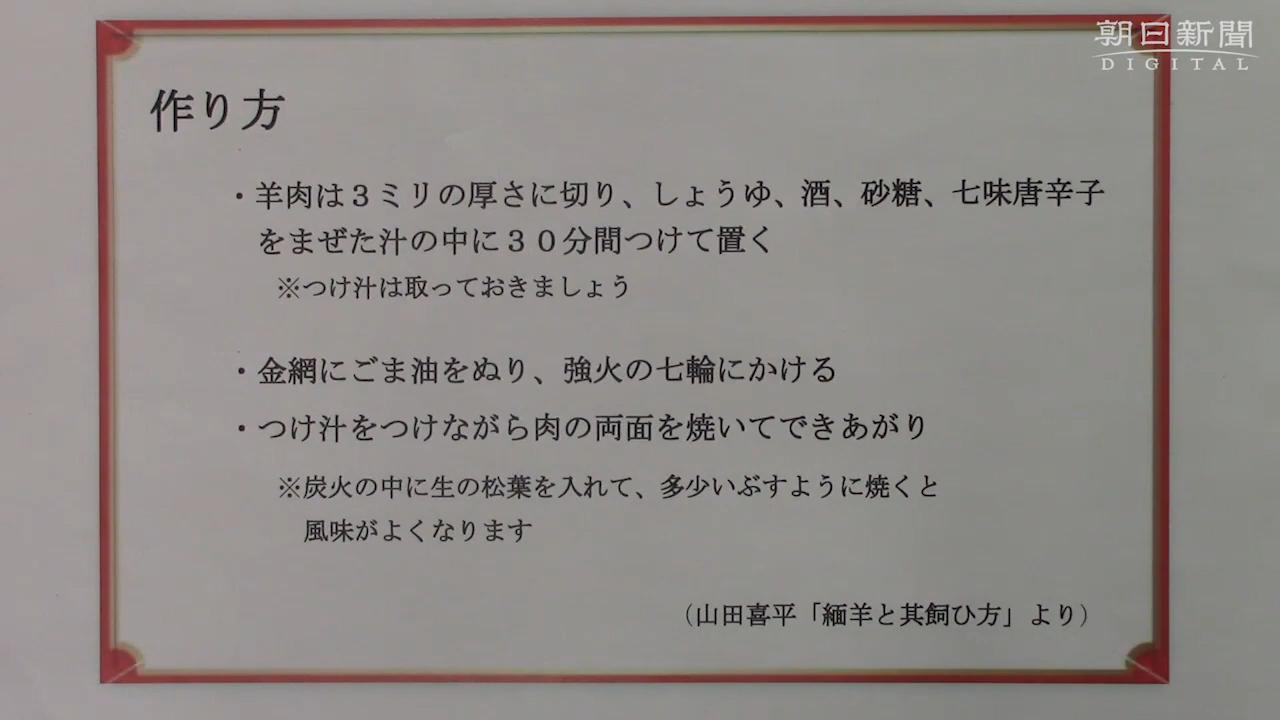 朝日新聞
DIGITAL
作り方
・羊肉は３ミリの厚さに切り、しょうゆ、酒、砂糖、七味唐辛子
をまぜた汁の中に３０分間つけて置く
※つけ汁は取っておきましょう
・金網にごま油をぬり、強火の七輪にかける
・つけ汁をつけながら肉の両面を焼いてできあがり
※炭火の中に生の松葉を入れて、多少いぶすように焼くと
風味がよくなります
（山田喜平「緬羊と其飼ひ方」より）